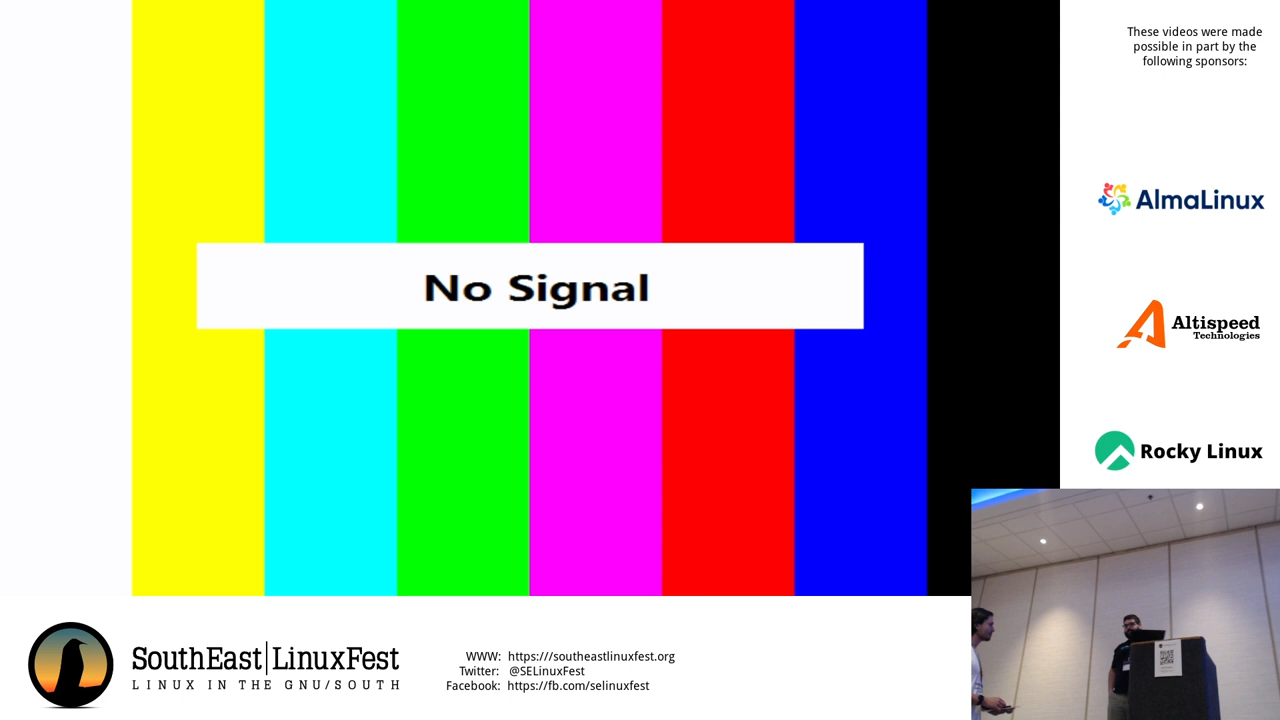 These videos were made
possible in part by the
following sponsors:
AlmaLinux
Altispeed
Technologies
Rocky Linux
No Signal
SouthEast|LinuxFest
LINUX IN THE GNU/SOUTH
WWW: https:///southeastlinuxfest.org
Twitter: @SELinuxFest
Facebook: https://fb.com/selinuxfest